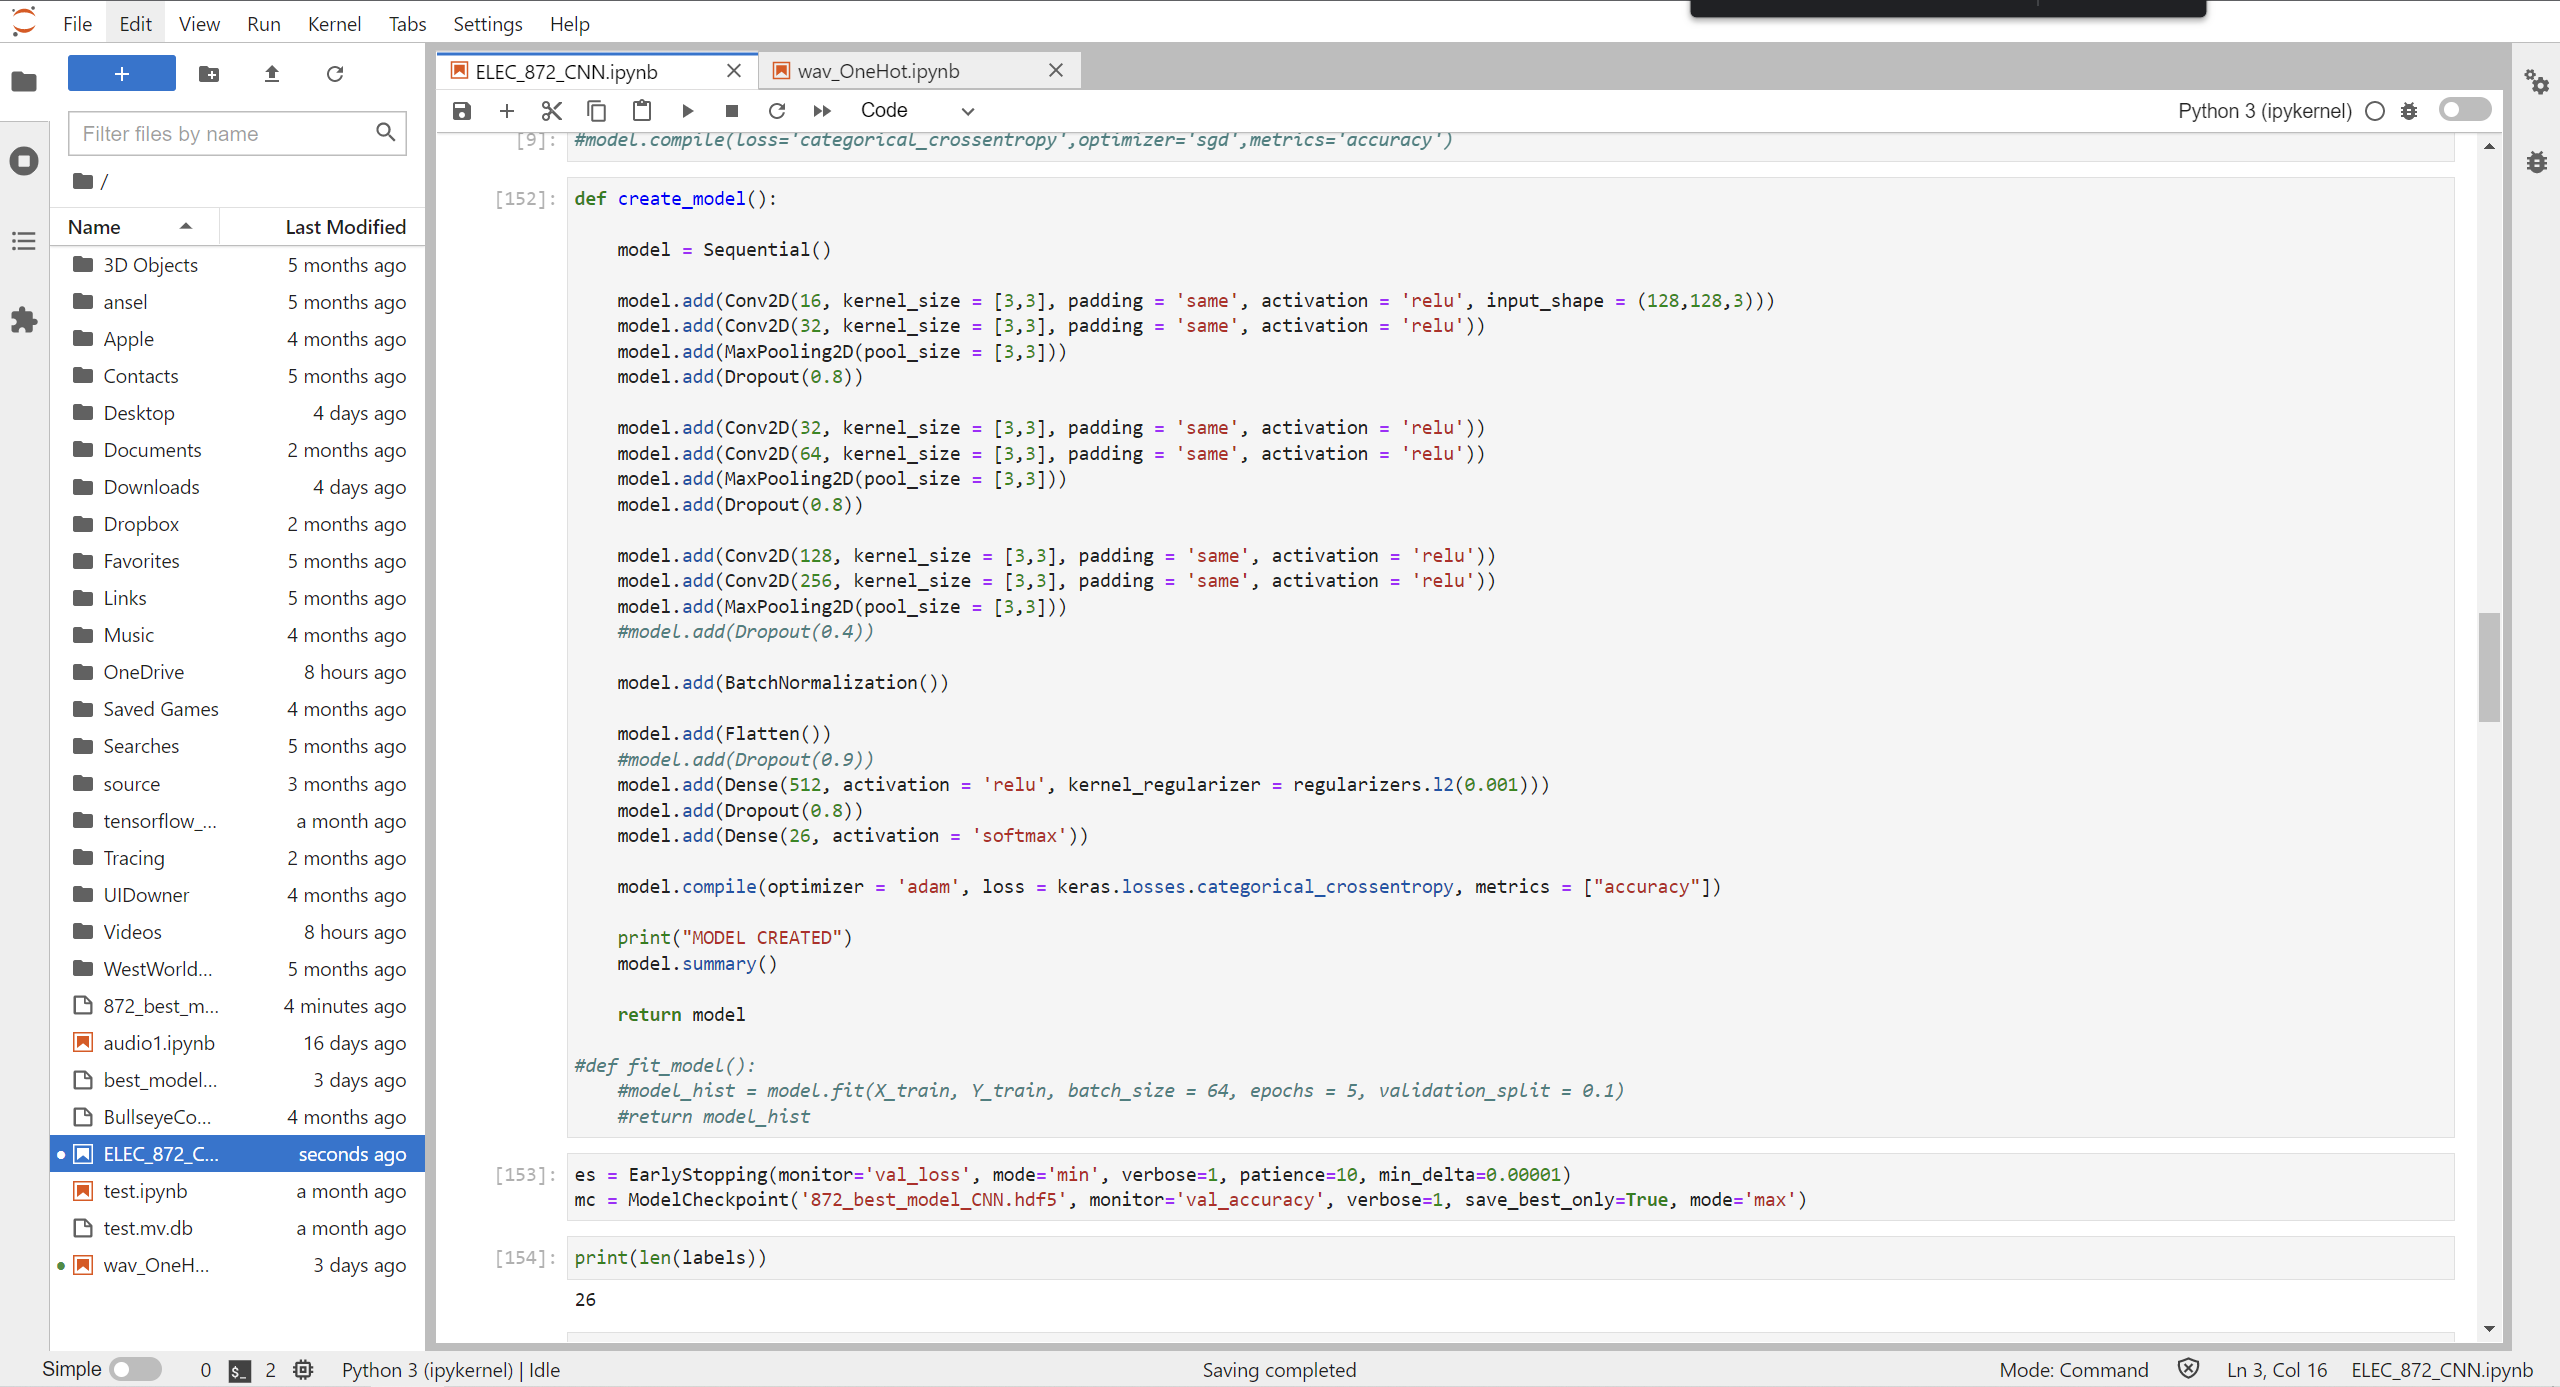 File Edit View Run Kernel Tabs Settings Help
Filter files by name
/
Name Last Modified
3D Objects 5 months ago
ansel 5 months ago
Apple 4 months ago
Contacts 5 months ago
Desktop 4 days ago
Documents 2 months ago
Downloads 4 days ago
Dropbox 2 months ago
Favorites 5 months ago
Links 5 months ago
Music 4 months ago
OneDrive 8 hours ago
Saved Games 4 months ago
Searches 5 months ago
source 3 months ago
tensorflow_... a month ago
Tracing 2 months ago
UIDowner 4 months ago
Videos 8 hours ago
WestWorld... 5 months ago
872_best_m... 4 minutes ago
audio1.ipynb 16 days ago
best_model... 3 days ago
BullseyeCo... 4 months ago
ELEC_872_C... seconds ago
test.ipynb a month ago
test.mv.db a month ago
wav_OneH... 3 days ago
ELEC_872_CNN.ipynb wav_OneHot.ipynb
Code Python 3 (ipykernel)
[9]: #model.compile(loss='categorical_crossentropy',optimizer='sgd',metrics='accuracy')
[152]: def create_model():
model = Sequential()
model.add(Conv2D(16, kernel_size = [3,3], padding = 'same', activation = 'relu', input_shape = (128,128,3)))
model.add(Conv2D(32, kernel_size = [3,3], padding = 'same', activation = 'relu'))
model.add(MaxPooling2D(pool_size = [3,3]))
model.add(Dropout(0.8))
model.add(Conv2D(32, kernel_size = [3,3], padding = 'same', activation = 'relu'))
model.add(Conv2D(64, kernel_size = [3,3], padding = 'same', activation = 'relu'))
model.add(MaxPooling2D(pool_size = [3,3]))
model.add(Dropout(0.8))
model.add(Conv2D(128, kernel_size = [3,3], padding = 'same', activation = 'relu'))
model.add(Conv2D(256, kernel_size = [3,3], padding = 'same', activation = 'relu'))
model.add(MaxPooling2D(pool_size = [3,3]))
#model.add(Dropout(0.4))
model.add(BatchNormalization())
model.add(Flatten())
#model.add(Dropout(0.9))
model.add(Dense(512, activation = 'relu', kernel_regularizer = regularizers.l2(0.001)))
model.add(Dropout(0.8))
model.add(Dense(26, activation = 'softmax'))
model.compile(optimizer = 'adam', loss = keras.losses.categorical_crossentropy, metrics = ["accuracy"])
print("MODEL CREATED")
model.summary()
return model
#def fit_model():
#model_hist = model.fit(X_train, Y_train, batch_size = 64, epochs = 5, validation_split = 0.1)
#return model_hist
[153]: es = EarlyStopping(monitor='val_loss', mode='min', verbose=1, patience=10, min_delta=0.00001)
mc = ModelCheckpoint('872_best_model_CNN.hdf5', monitor='val_accuracy', verbose=1, save_best_only=True, mode='max')
[154]: print(len(labels))
26
Simple 0 $_ 2 Python 3 (ipykernel) | Idle Saving completed Mode: Command Ln 3, Col 16 ELEC_872_CNN.ipynb